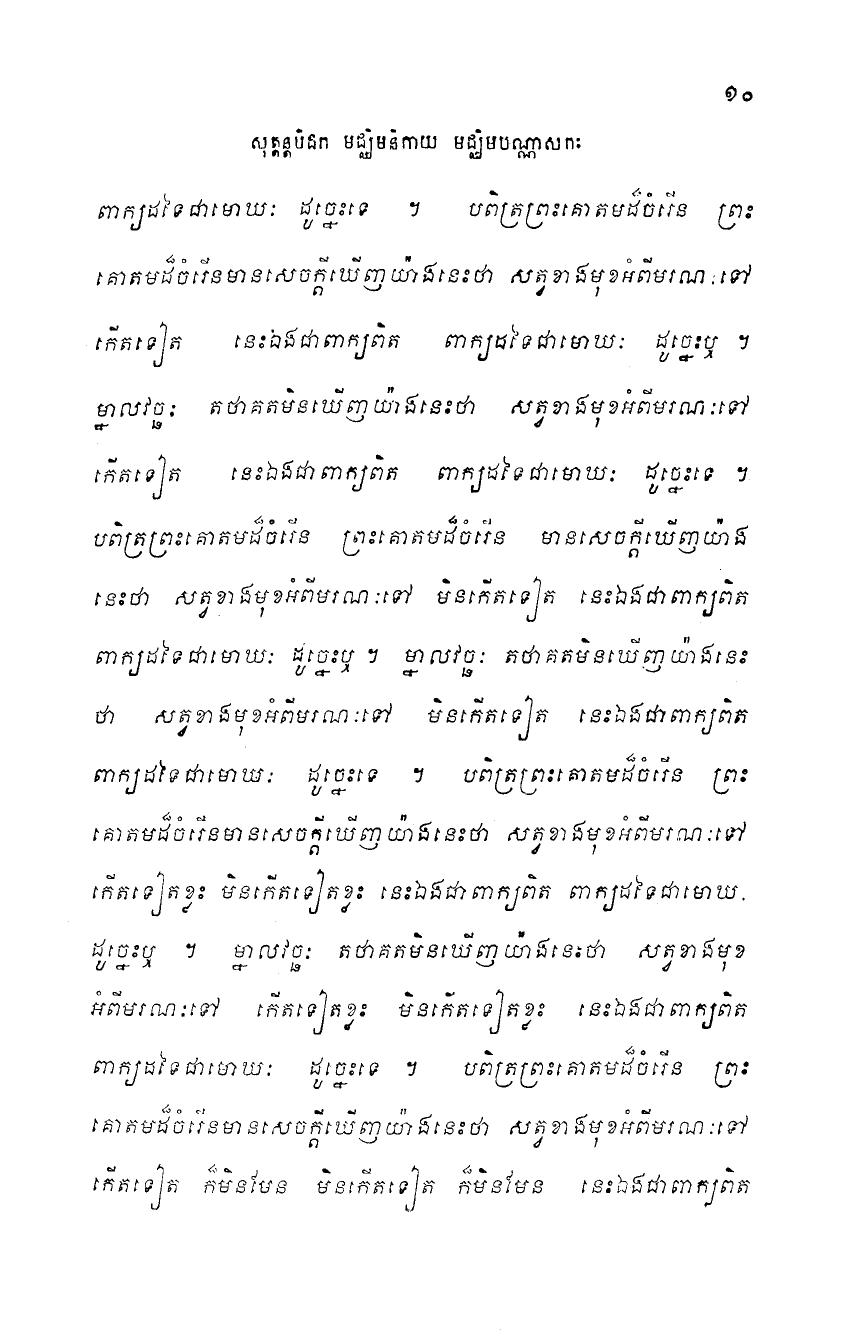 ១០
សុត្តន្តបិដក មជ្ឈិមនិកាយ មជ្ឈិមបណ្ណាសកៈ
ពាក្យដទៃជាមោឃៈ ដូច្នេះទេ ។ បពិត្រព្រះគោតមដ៏ចំរើន ព្រះ
គោតមដ៏ចំរើនមានសេចក្តីឃើញយ៉ាងនេះថា សត្វខាងមុខអំពីមរណៈទៅ
កើតទៀត នេះឯងជាពាក្យពិត ពាក្យដទៃជាមោឃៈ ដូច្នេះឬ ។
ម្នាលវច្ឆៈ តថាគតមិនឃើញយ៉ាងនេះថា សត្វខាងមុខអំពីមរណៈទៅ
កើតទៀត នេះឯងជាពាក្យពិត ពាក្យដទៃជាមោឃៈ ដូច្នេះទេ ។
បពិត្រព្រះគោតមដ៏ចំរើន ព្រះគោតមដ៏ចំរើន មានសេចក្តីឃើញយ៉ាង
នេះថា សត្វខាងមុខអំពីមរណៈទៅ មិនកើតទៀត នេះឯងជាពាក្យពិត
ពាក្យដទៃជាមោឃៈ ដូច្នេះឬ ។ ម្នាលវច្ឆៈ តថាគតមិនឃើញយ៉ាងនេះ
ថា សត្វខាងមុខអំពីមរណៈទៅ មិនកើតទៀត នេះឯងជាពាក្យពិត
ពាក្យដទៃជាមោឃៈ ដូច្នេះទេ ។ បពិត្រព្រះគោតមដ៏ចំរើន ព្រះ
គោតមដ៏ចំរើនមានសេចក្តីឃើញយ៉ាងនេះថា សត្វខាងមុខអំពីមរណៈទៅ
កើតទៀតខ្លះ មិនកើតទៀតខ្លះ នេះឯងជាពាក្យពិត ពាក្យដទៃជាមោឃៈ
ដូច្នេះឬ ។ ម្នាលវច្ឆៈ តថាគតមិនឃើញយ៉ាងនេះថា សត្វខាងមុខ
អំពីមរណៈទៅ កើតទៀតខ្លះ មិនកើតទៀតខ្លះ នេះឯងជាពាក្យពិត
ពាក្យដទៃជាមោឃៈ ដូច្នេះទេ ។ បពិត្រព្រះគោតមដ៏ចំរើន ព្រះ
គោតមដ៏ចំរើនមានសេចក្តីឃើញយ៉ាងនេះថា សត្វខាងមុខអំពីមរណៈទៅ
កើតទៀត ក៏មិនមែន មិនកើតទៀត ក៏មិនមែន នេះឯងជាពាក្យពិត